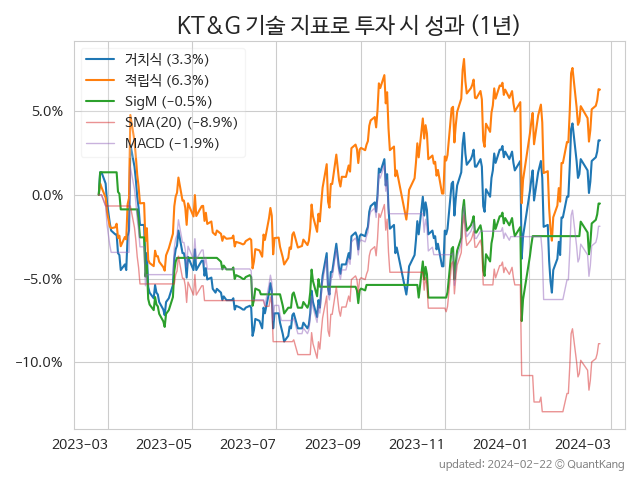 KT&G 기술 지표로 투자 시 성과 (1년)
거치식 (3.3%)
적립식 (6.3%)
SigM (−0.5%)
SMA(20) (−8.9%)
MACD (−1.9%)
5.0%
0.0%
−5.0%
−10.0%
2023-03 2023-05 2023-07 2023-09 2023-11 2024-01 2024-03
updated: 2024-02-22 © QuantKang